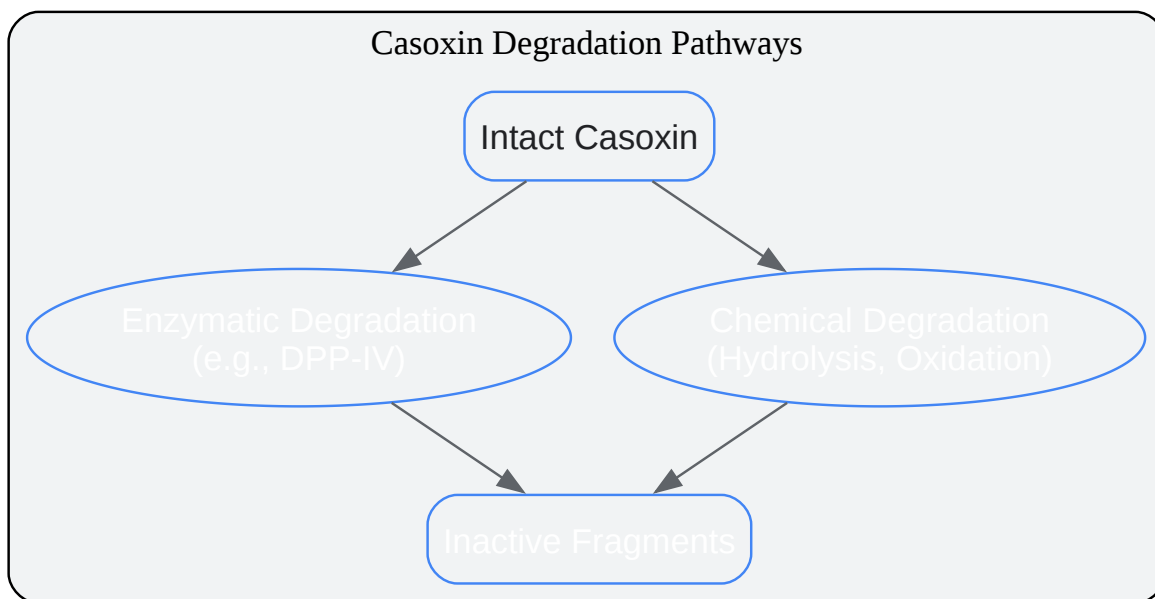 Casoxin Degradation Pathways
Intact Casoxin
Enzymatic Degradation
(e.g., DPP-IV)
Chemical Degradation
(Hydrolysis, Oxidation)
Inactive Fragments